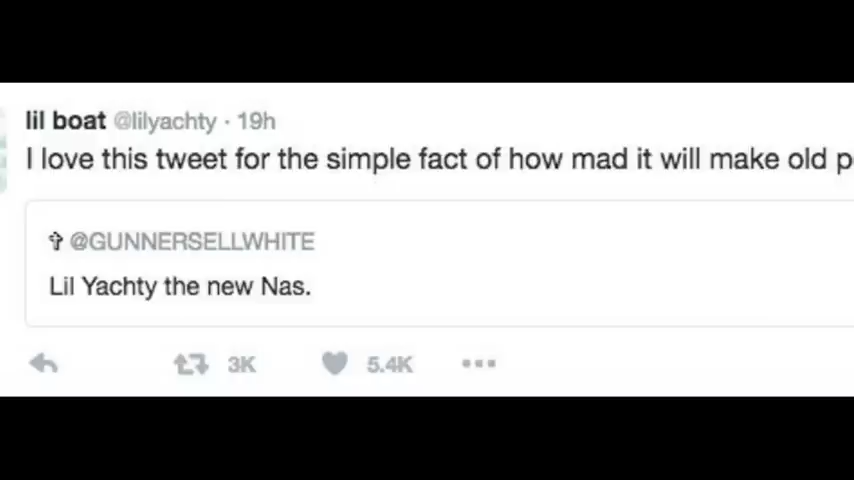 lil boat @lilyachty · 19h
I love this tweet for the simple fact of how mad it will make old
✞ @GUNNERSELLWHITE
Lil Yachty the new Nas.
3K 5.4K